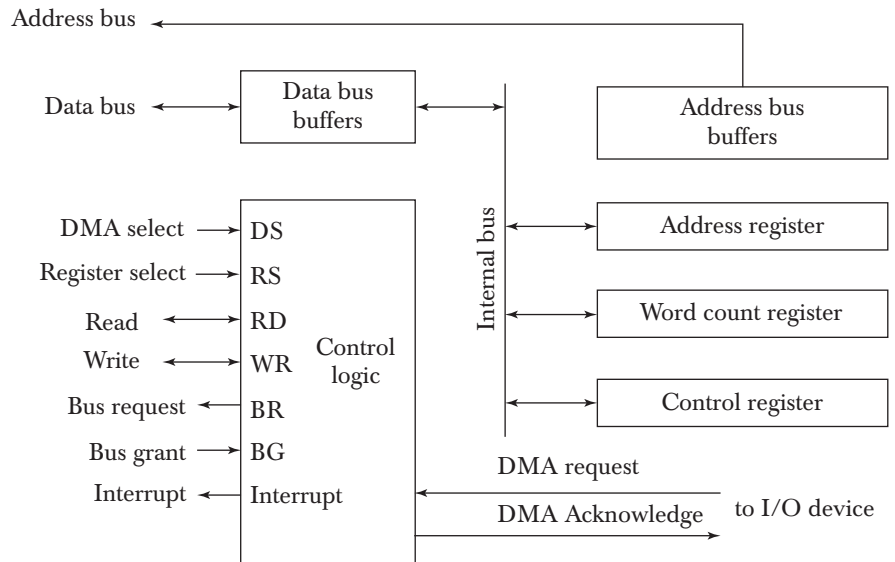 Address bus
Data bus
Data bus
buffers
Address bus
buffers
Internal bus
Address register
Word count register
Control register
DMA select
DS
Register select
RS
Read
RD
Write
WR
Control
logic
Bus request
BR
Bus grant
BG
Interrupt
Interrupt
DMA request
DMA Acknowledge
to I/O device